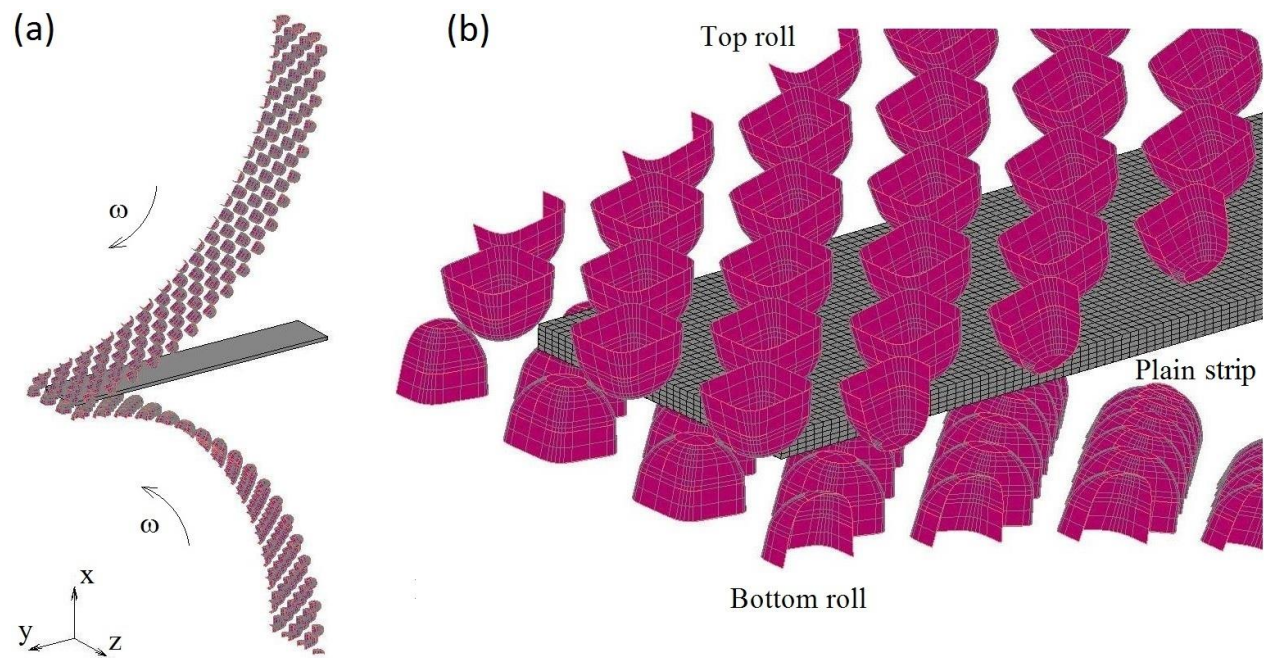 (a)
(b)
Top roll
ω
Plain strip
ω
Bottom roll
x
y
z